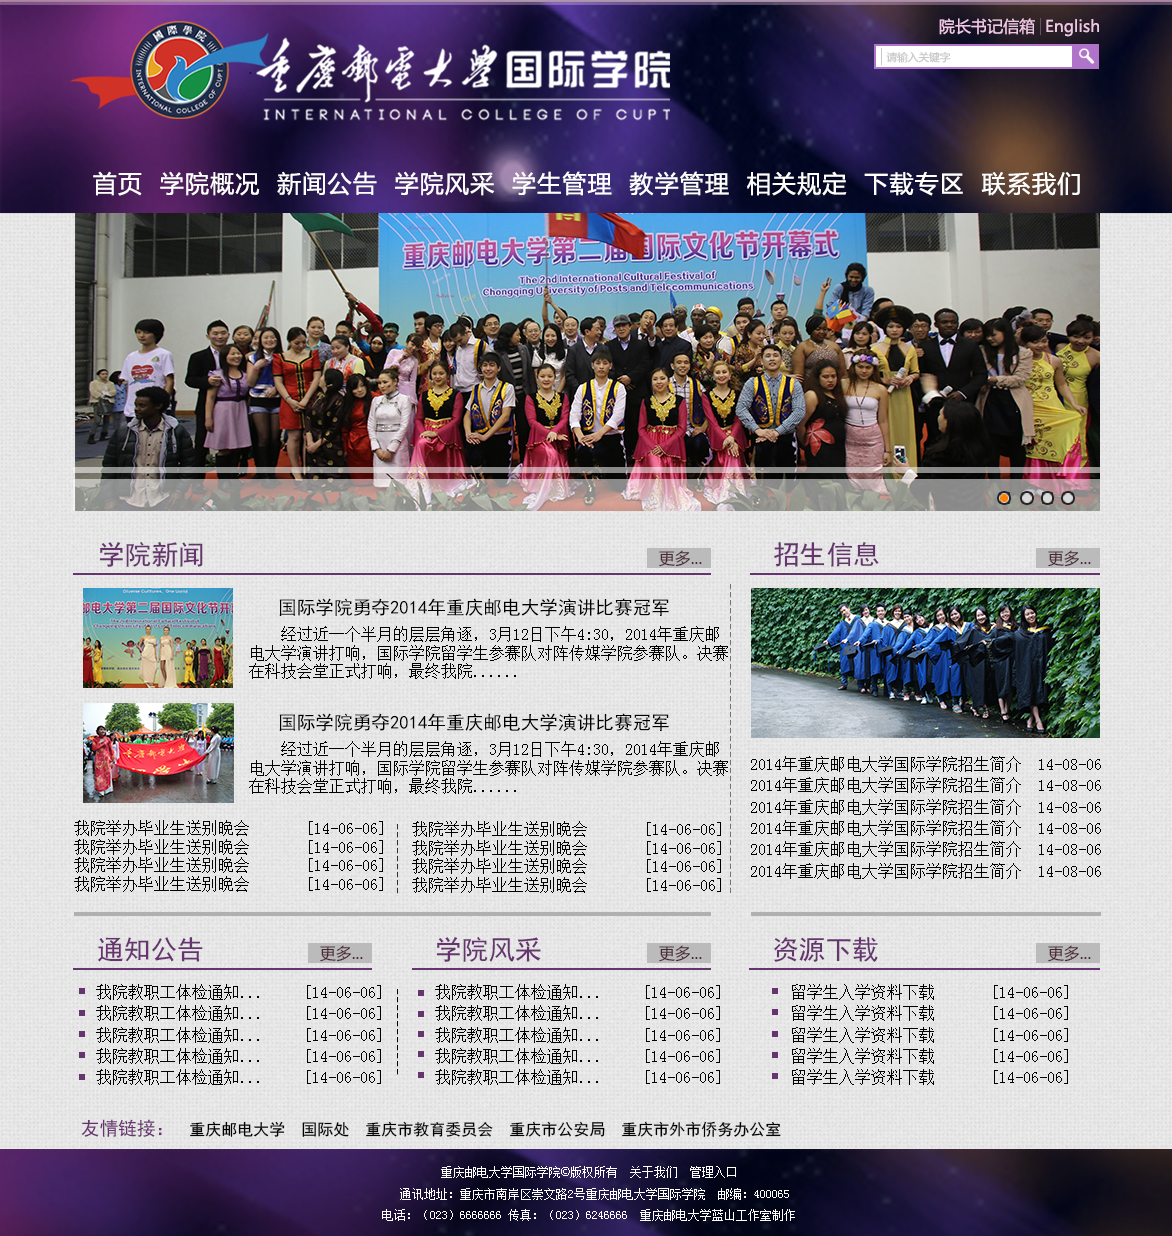 院长书记信箱 English
请输入关键字
國際學院
INTERNATIONAL COLLEGE OF CUPT
重慶郵電大學国际学院
INTERNATIONAL COLLEGE OF CUPT
首页 学院概况 新闻公告 学院风采 学生管理 教学管理 相关规定 下载专区 联系我们
重庆邮电大学第二届国际文化节开幕式
The 2nd International Cultural Festival of
Chongqing University of Posts and Telecommunications
学院新闻 更多...
招生信息 更多...
邮电大学第二届国际文化节开
国际学院勇夺2014年重庆邮电大学演讲比赛冠军
经过近一个半月的层层角逐，3月12日下午4:30，2014年重庆邮
电大学演讲打响，国际学院留学生参赛队对阵传媒学院参赛队。决赛
在科技会堂正式打响，最终我院......
重慶郵電大學
国际学院勇夺2014年重庆邮电大学演讲比赛冠军
经过近一个半月的层层角逐，3月12日下午4:30，2014年重庆邮
电大学演讲打响，国际学院留学生参赛队对阵传媒学院参赛队。决赛
在科技会堂正式打响，最终我院......
我院举办毕业生送别晚会 [14-06-06]
我院举办毕业生送别晚会 [14-06-06]
我院举办毕业生送别晚会 [14-06-06]
我院举办毕业生送别晚会 [14-06-06]
我院举办毕业生送别晚会 [14-06-06]
我院举办毕业生送别晚会 [14-06-06]
我院举办毕业生送别晚会 [14-06-06]
我院举办毕业生送别晚会 [14-06-06]
2014年重庆邮电大学国际学院招生简介 14-08-06
2014年重庆邮电大学国际学院招生简介 14-08-06
2014年重庆邮电大学国际学院招生简介 14-08-06
2014年重庆邮电大学国际学院招生简介 14-08-06
2014年重庆邮电大学国际学院招生简介 14-08-06
2014年重庆邮电大学国际学院招生简介 14-08-06
通知公告 更多...
我院教职工体检通知... [14-06-06]
我院教职工体检通知... [14-06-06]
我院教职工体检通知... [14-06-06]
我院教职工体检通知... [14-06-06]
我院教职工体检通知... [14-06-06]
学院风采 更多...
我院教职工体检通知... [14-06-06]
我院教职工体检通知... [14-06-06]
我院教职工体检通知... [14-06-06]
我院教职工体检通知... [14-06-06]
我院教职工体检通知... [14-06-06]
资源下载 更多...
留学生入学资料下载 [14-06-06]
留学生入学资料下载 [14-06-06]
留学生入学资料下载 [14-06-06]
留学生入学资料下载 [14-06-06]
留学生入学资料下载 [14-06-06]
友情链接： 重庆邮电大学 国际处 重庆市教育委员会 重庆市公安局 重庆市外市侨务办公室
重庆邮电大学国际学院©版权所有 关于我们 管理入口
通讯地址：重庆市南岸区崇文路2号重庆邮电大学国际学院 邮编：400065
电话：（023）6666666 传真：（023）6246666 重庆邮电大学蓝山工作室制作